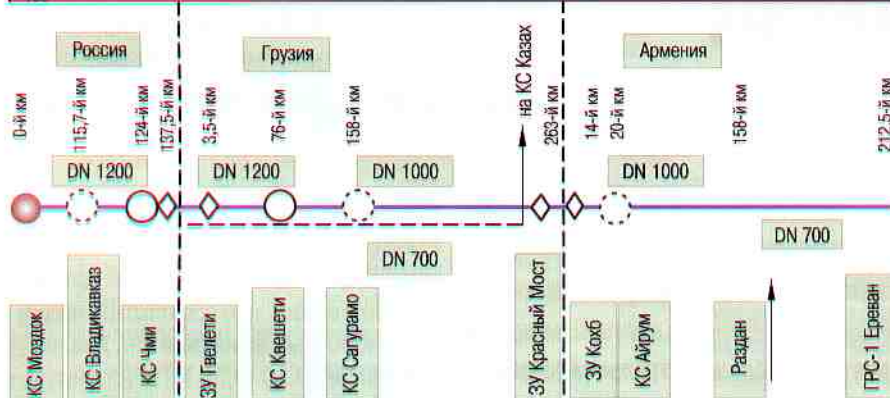 Россия
Грузия
Армения
0-й км
115,7-й км
124-й км
137,5-й км
3,5-й км
76-й км
158-й км
на КС Казах
263-й км
14-й км
20-й км
158-й км
212,5-й км
DN 1200
DN 1200
DN 1000
DN 1000
DN 700
DN 700
КС Моздок
КС Владикавказ
КС Чми
ЗУ Гвелети
КС Квешети
КС Сагурамо
ЗУ Красный Мост
ЗУ Кохб
КС Айрум
Раздан
ГРС-1 Ереван